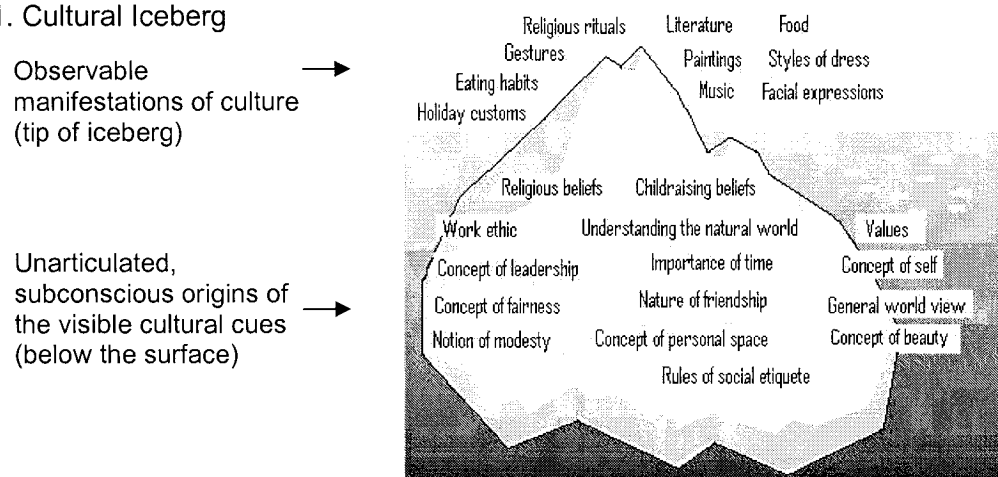 . Cultural Iceberg
Observable
manifestations of culture
(tip of iceberg)
Unarticulated,
subconscious origins of
the visible cultural cues
(below the surface)
Religious rituals Literature Food
Gestures Paintings Styles of dress
Eating habits Music Facial expressions
Holiday customs
Religious beliefs Childraising beliefs
Work ethic Understanding the natural world Values
Concept of leadership Importance of time Concept of self
Concept of fairness Nature of friendship General world view
Notion of modesty Concept of personal space Concept of beauty
Rules of social etiquete